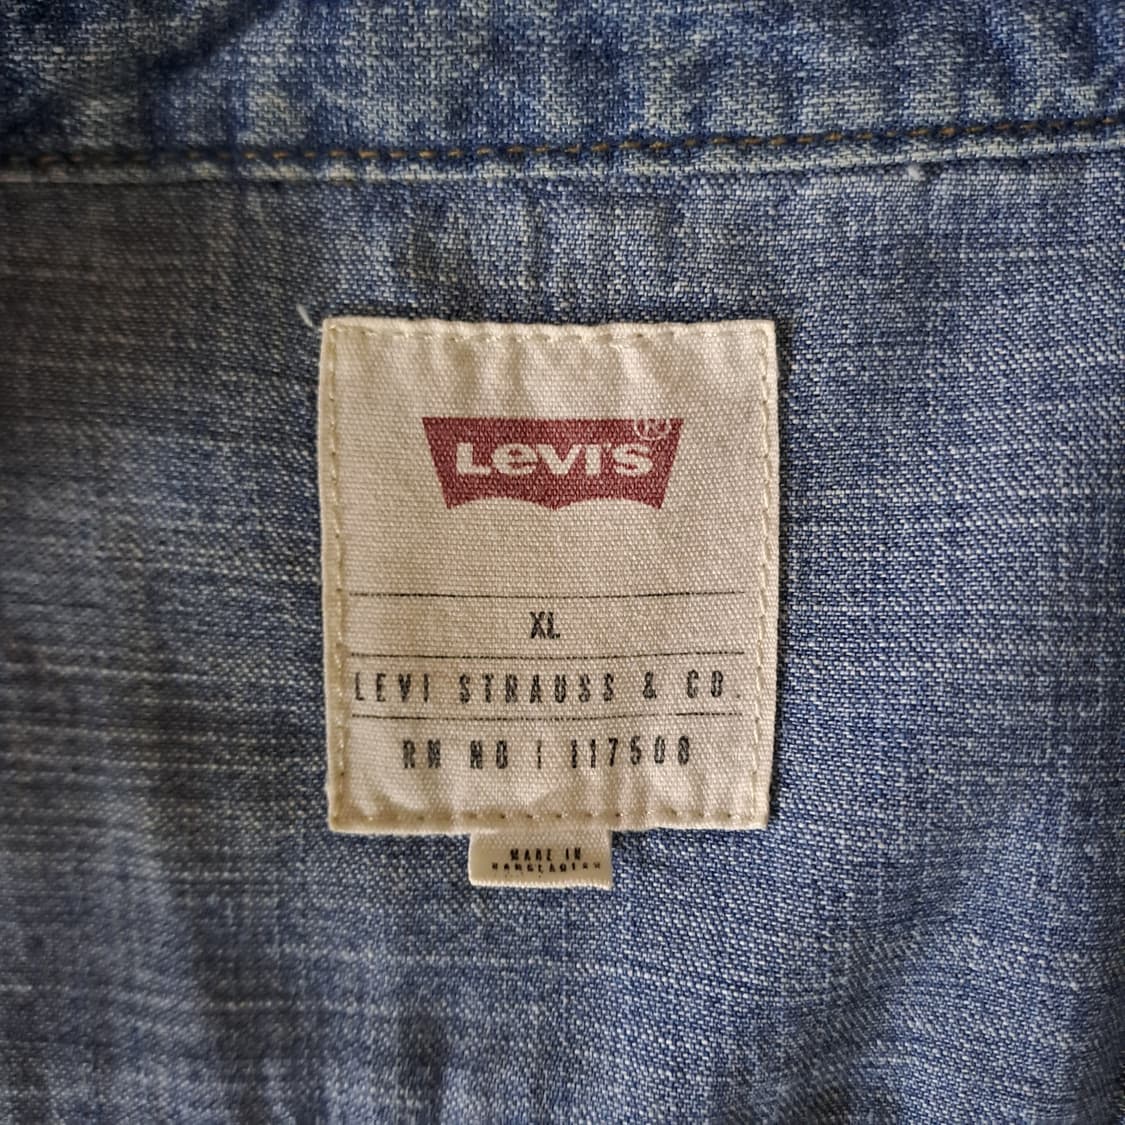 Levi's®
XL
LEVI STRAUSS & CO.
RN NO | 117508
MADE IN
BANGLADESH